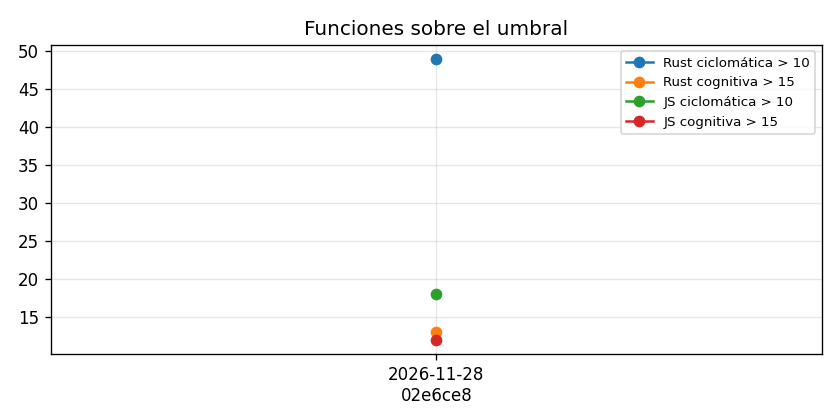 Funciones sobre el umbral
50
45
40
35
30
25
20
15
Rust ciclomática > 10
Rust cognitiva > 15
JS ciclomática > 10
JS cognitiva > 15
2026-11-28
02e6ce8